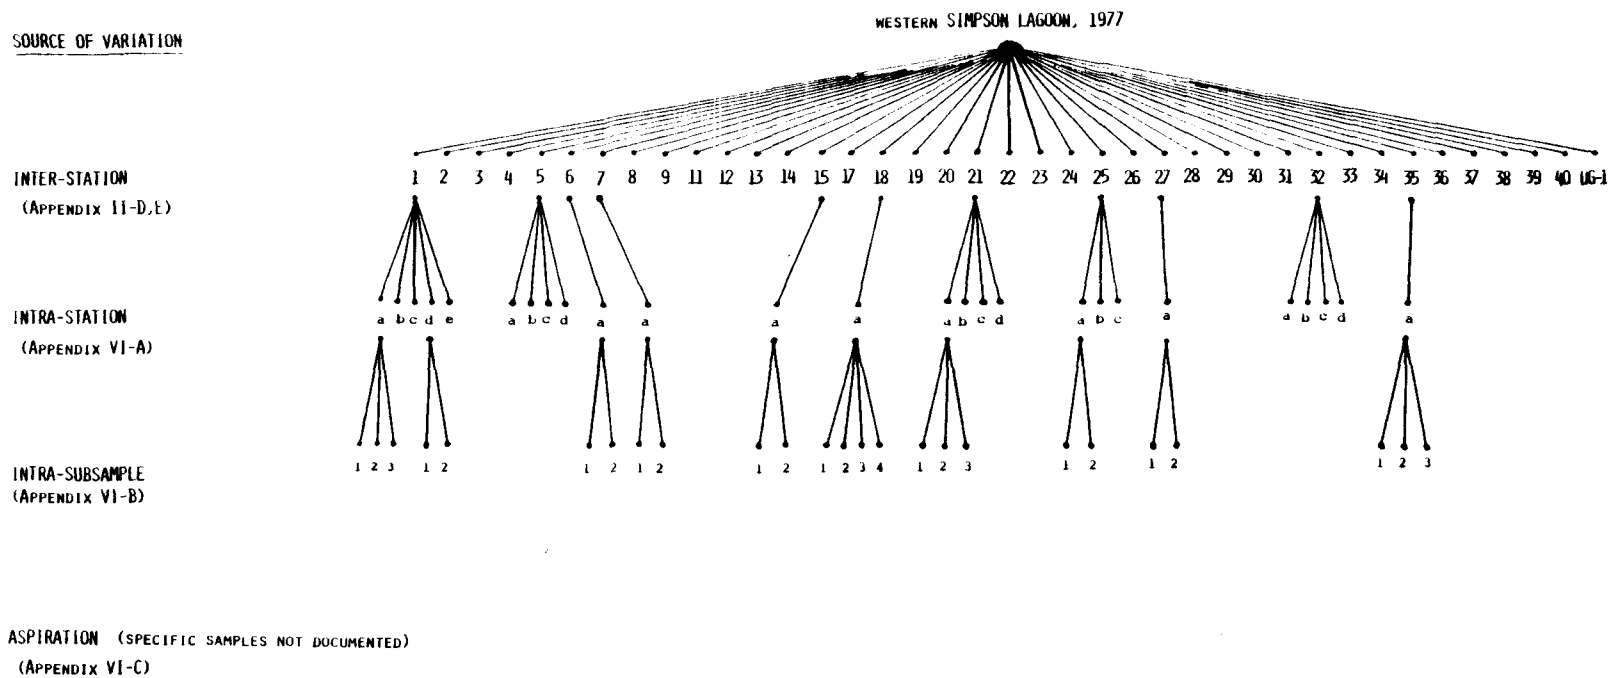 WESTERN SIMPSON LAGOON, 1977
SOURCE OF VARIATION
INTER-STATION 1 2 3 4 5 6 7 8 9 11 12 13 14 15 17 18 19 20 21 22 23 24 25 26 27 28 29 30 31 32 33 34 35 36 37 38 39 40 UG-1
(APPENDIX II-D,E)
INTRA-STATION a b c d e a b c d a a a a a b c d a b c a a b c d a
(APPENDIX VI-A)
INTRA-SUBSAMPLE 1 2 3 1 2 1 2 1 2 1 2 1 2 3 4 1 2 3 1 2 1 2 1 2 3
(APPENDIX VI-B)
ASPIRATION (SPECIFIC SAMPLES NOT DOCUMENTED)
(APPENDIX VI-C)